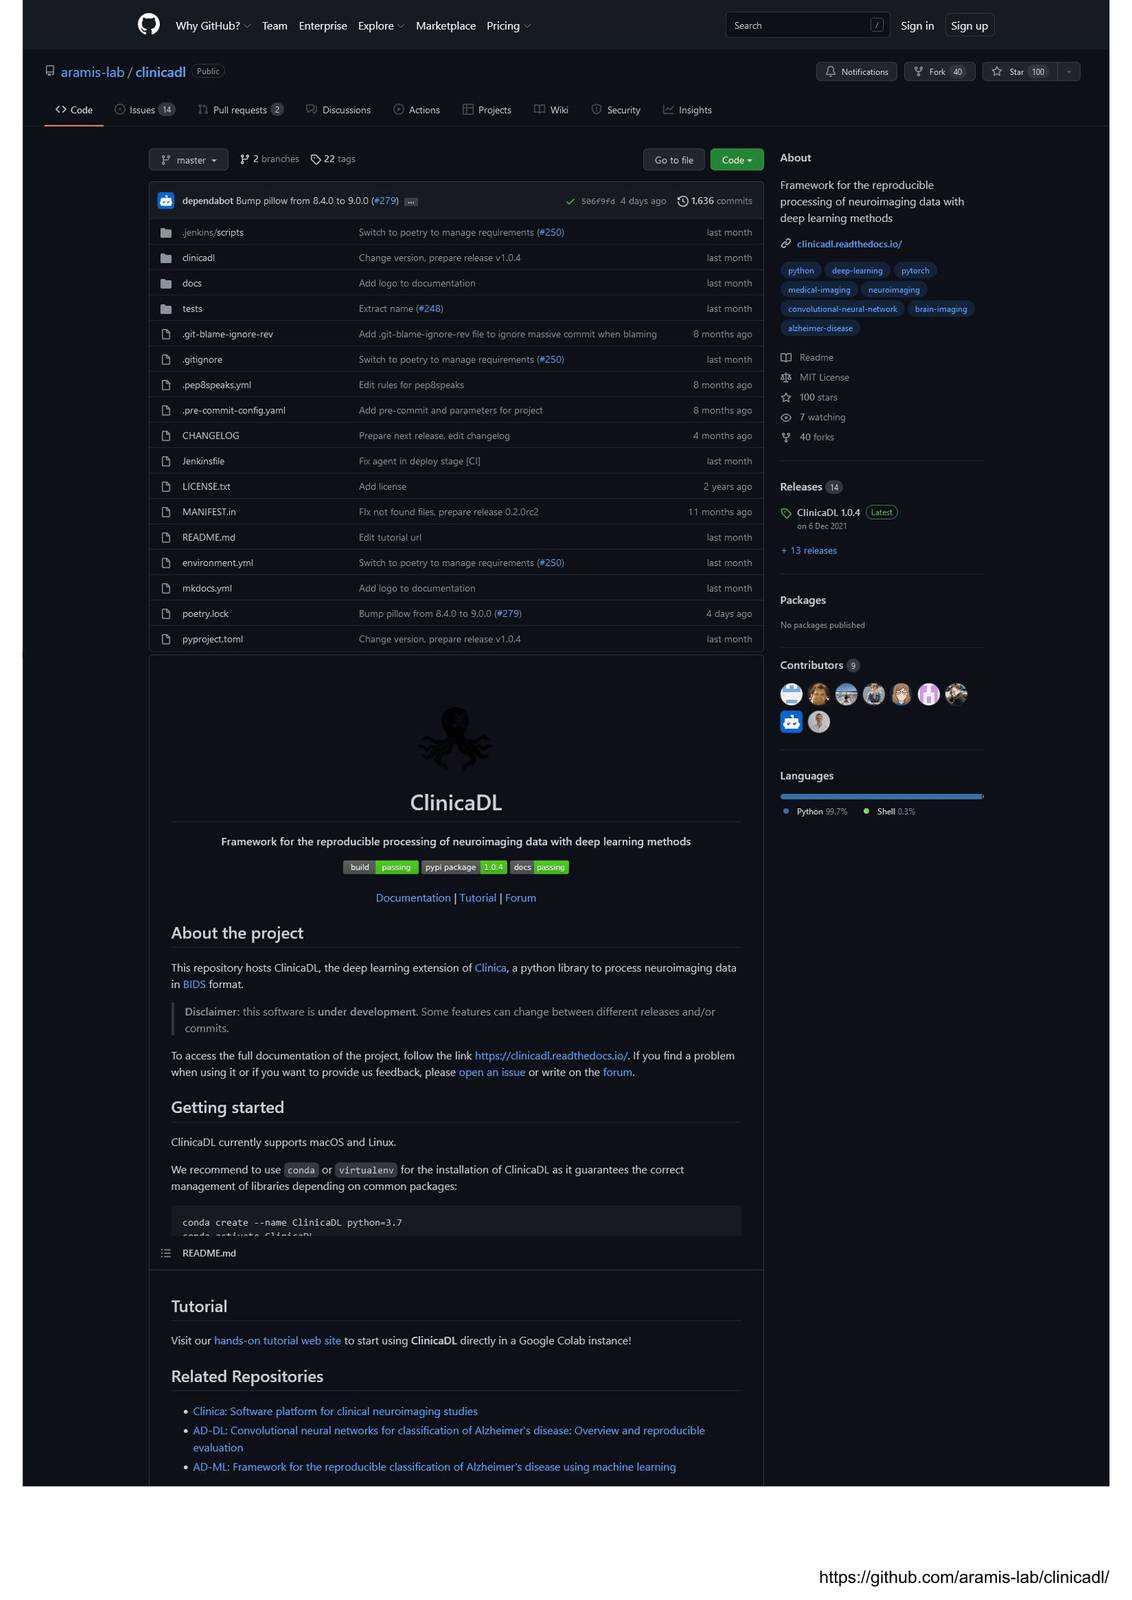 Why GitHub? Team Enterprise Explore Marketplace Pricing Search / Sign in Sign up
aramis-lab / clinicadl Public Notifications Fork 40 Star 100
Code Issues 14 Pull requests 2 Discussions Actions Projects Wiki Security Insights
master 2 branches 22 tags Go to file Code
dependabot Bump pillow from 8.4.0 to 9.0.0 (#279) ... 506f9fd 4 days ago 1,636 commits
.jenkins/scripts Switch to poetry to manage requirements (#250) last month
clinicadl Change version, prepare release v1.0.4 last month
docs Add logo to documentation last month
tests Extract name (#248) last month
.git-blame-ignore-rev Add .git-blame-ignore-rev file to ignore massive commit when blaming 8 months ago
.gitignore Switch to poetry to manage requirements (#250) last month
.pep8speaks.yml Edit rules for pep8speaks 8 months ago
.pre-commit-config.yaml Add pre-commit and parameters for project 8 months ago
CHANGELOG Prepare next release, edit changelog 4 months ago
Jenkinsfile Fix agent in deploy stage [CI] last month
LICENSE.txt Add license 2 years ago
MANIFEST.in FIx not found files, prepare release 0.2.0rc2 11 months ago
README.md Edit tutorial url last month
environment.yml Switch to poetry to manage requirements (#250) last month
mkdocs.yml Add logo to documentation last month
poetry.lock Bump pillow from 8.4.0 to 9.0.0 (#279) 4 days ago
pyproject.toml Change version, prepare release v1.0.4 last month
ClinicaDL
Framework for the reproducible processing of neuroimaging data with deep learning methods
build passing pypi package 1.0.4 docs passing
Documentation | Tutorial | Forum
About the project
This repository hosts ClinicaDL, the deep learning extension of Clinica, a python library to process neuroimaging data
in BIDS format.
Disclaimer: this software is under development. Some features can change between different releases and/or
commits.
To access the full documentation of the project, follow the link https://clinicadl.readthedocs.io/. If you find a problem
when using it or if you want to provide us feedback, please open an issue or write on the forum.
Getting started
ClinicaDL currently supports macOS and Linux.
We recommend to use conda or virtualenv for the installation of ClinicaDL as it guarantees the correct
management of libraries depending on common packages:
conda create --name ClinicaDL python=3.7
conda activate ClinicaDL
README.md
Tutorial
Visit our hands-on tutorial web site to start using ClinicaDL directly in a Google Colab instance!
Related Repositories
• Clinica: Software platform for clinical neuroimaging studies
• AD-DL: Convolutional neural networks for classification of Alzheimer's disease: Overview and reproducible
evaluation
• AD-ML: Framework for the reproducible classification of Alzheimer's disease using machine learning
About
Framework for the reproducible
processing of neuroimaging data with
deep learning methods
clinicadl.readthedocs.io/
python deep-learning pytorch
medical-imaging neuroimaging
convolutional-neural-network brain-imaging
alzheimer-disease
Readme
MIT License
100 stars
7 watching
40 forks
Releases 14
ClinicaDL 1.0.4 Latest
on 6 Dec 2021
+ 13 releases
Packages
No packages published
Contributors 9
Languages
Python 99.7% Shell 0.3%
https://github.com/aramis-lab/clinicadl/